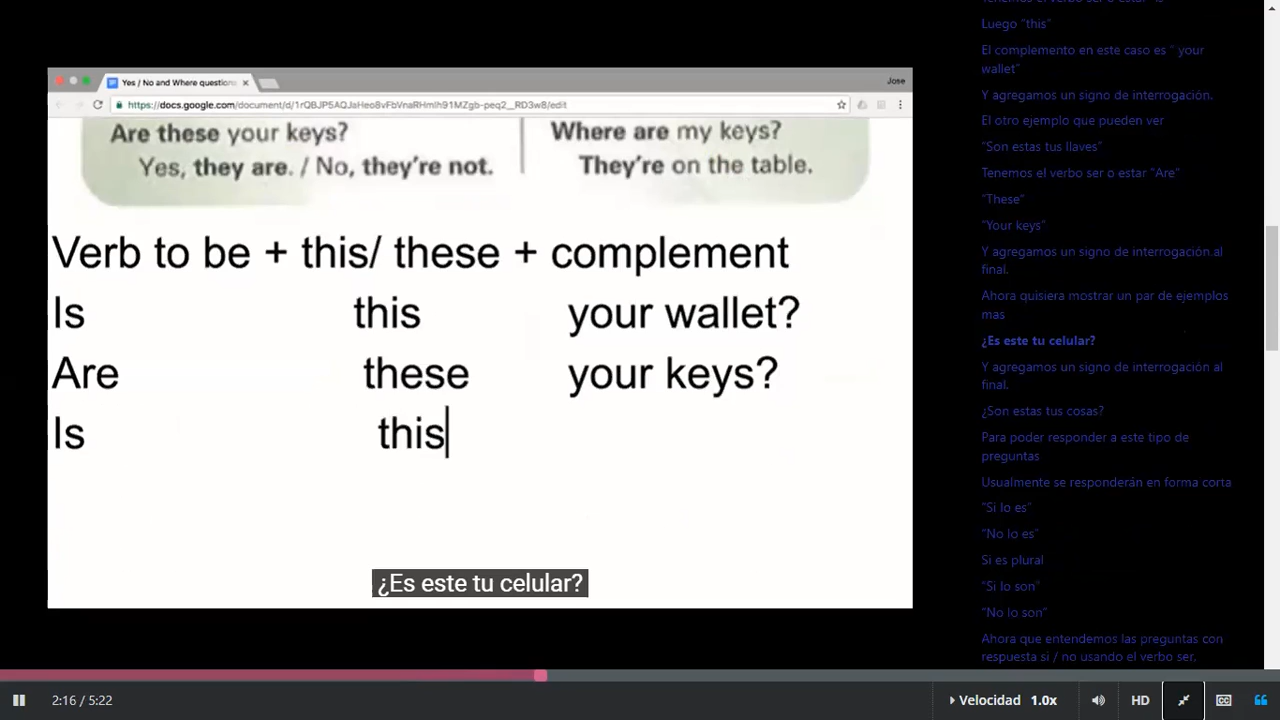 Yes / No and Where question
Jose
https://docs.google.com/document/d/1rQBJP5AQJaHeo8vFbVnaRHmIh91MZgb-peq2__RD3w8/edit
Are these your keys?
Yes, they are. / No, they're not.
Where are my keys?
They're on the table.
Verb to be + this/ these + complement
Is this your wallet?
Are these your keys?
Is this
¿Es este tu celular?
Tenemos el verbo ser o estar "Is"
Luego "this"
El complemento en este caso es " your
wallet"
Y agregamos un signo de interrogación.
El otro ejemplo que pueden ver
"Son estas tus llaves"
Tenemos el verbo ser o estar "Are"
"These"
"Your keys"
Y agregamos un signo de interrogación al
final.
Ahora quisiera mostrar un par de ejemplos
mas
¿Es este tu celular?
Y agregamos un signo de interrogación al
final.
¿Son estas tus cosas?
Para poder responder a este tipo de
preguntas
Usualmente se responderán en forma corta
"Si lo es"
"No lo es"
Si es plural
"Si lo son"
"No lo son"
Ahora que entendemos las preguntas con
respuesta si / no usando el verbo ser.
2:16 / 5:22
Velocidad 1.0x
HD
CC